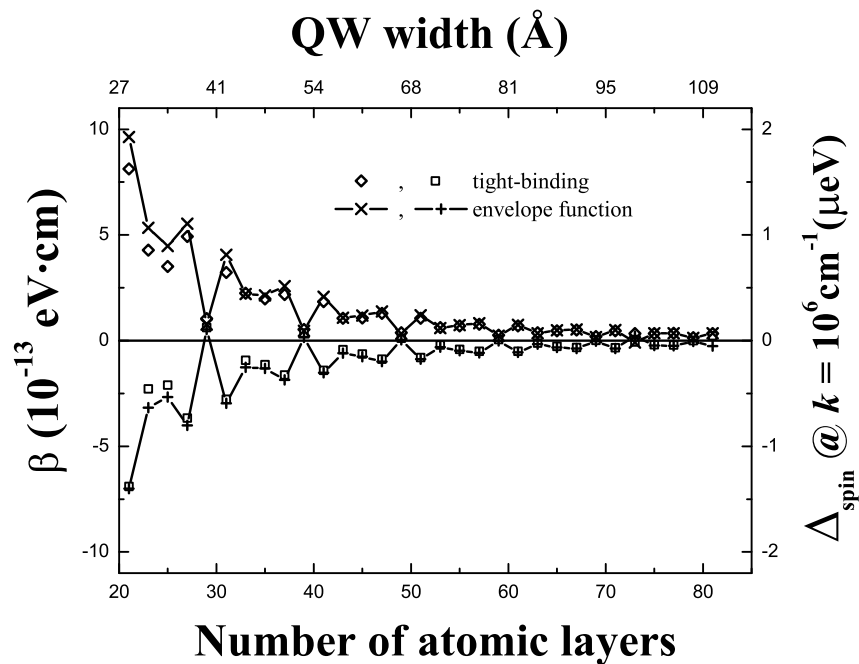 QW width (Å)
27 41 54 68 81 95 109
10 5 0 -5 -10
β (10⁻¹³ eV·cm)
◇ , □ tight-binding
—×— , —+— envelope function
2 1 0 -1 -2
Δspin @ k = 10⁶cm⁻¹(μeV)
20 30 40 50 60 70 80
Number of atomic layers